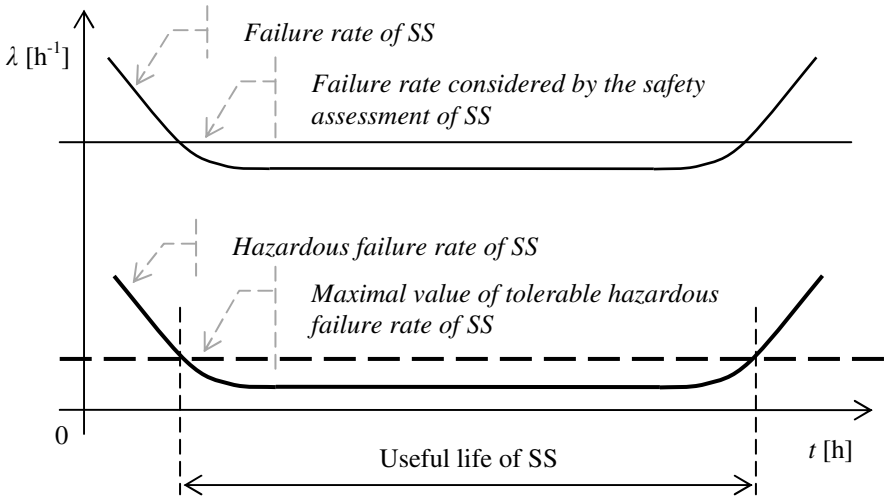 λ [h-1]
Failure rate of SS
Failure rate considered by the safety
assessment of SS
Hazardous failure rate of SS
Maximal value of tolerable hazardous
failure rate of SS
0
t [h]
Useful life of SS